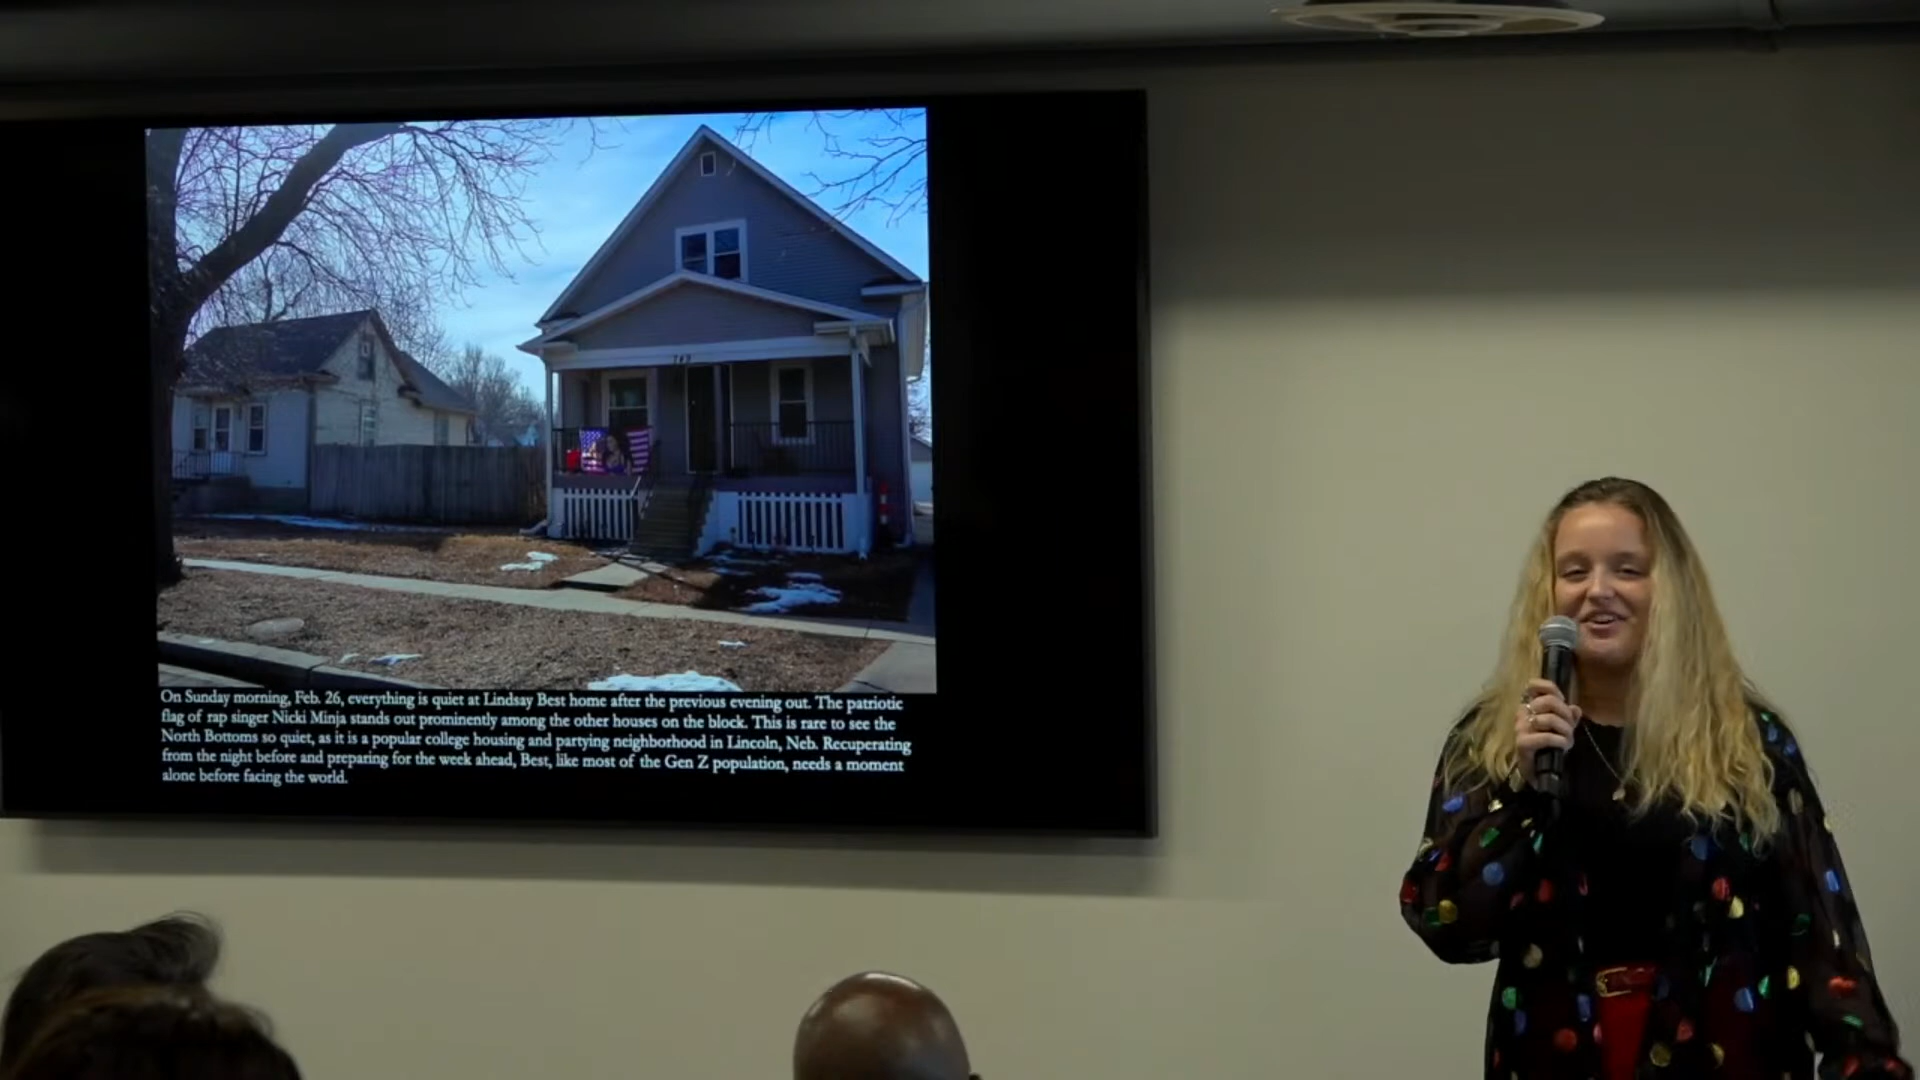 749
On Sunday morning, Feb. 26, everything is quiet at Lindsay Best home after the previous evening out. The patriotic
flag of rap singer Nicki Minja stands out prominently among the other houses on the block. This is rare to see the
North Bottoms so quiet, as it is a popular college housing and partying neighborhood in Lincoln, Neb. Recuperating
from the night before and preparing for the week ahead, Best, like most of the Gen Z population, needs a moment
alone before facing the world.